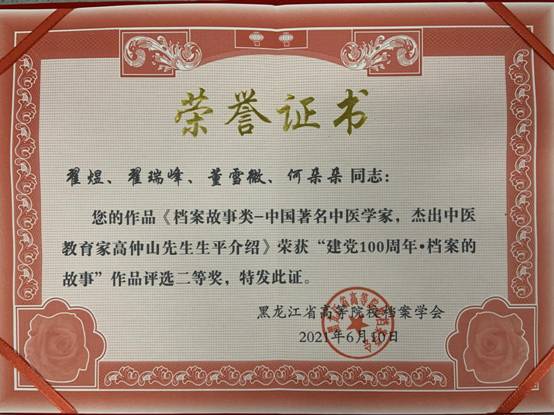 荣誉证书
翟煜、翟瑞峰、董雪微、何朵朵同志：
您的作品《档案故事类-中国著名中医学家，杰出中医
教育家高仲山先生生平介绍》荣获“建党100周年•档案的
故事”作品评选二等奖，特发此证。
黑龙江省高等院校档案学会
2021年6月10日